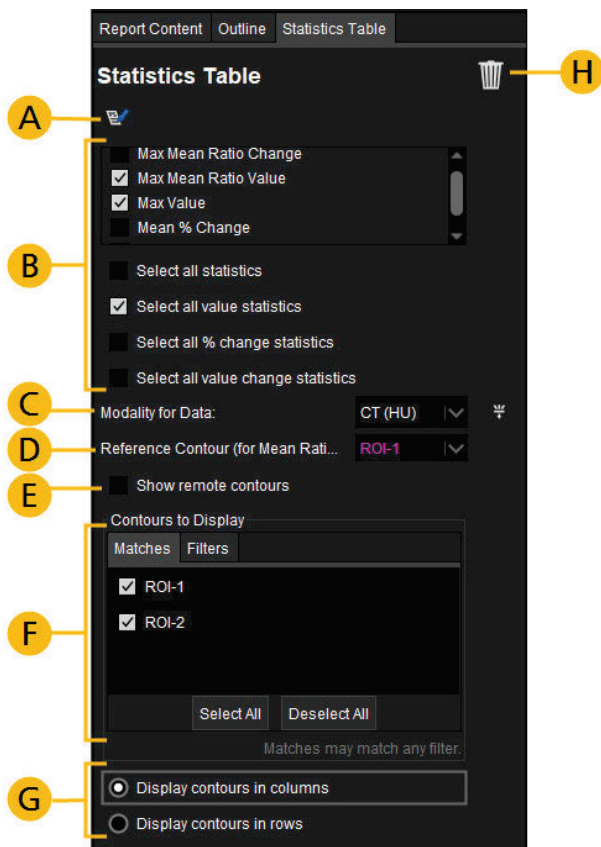 Report Content Outline Statistics Table
Statistics Table
H
A
Max Mean Ratio Change
Max Mean Ratio Value
Max Value
Mean % Change
B
Select all statistics
Select all value statistics
Select all % change statistics
Select all value change statistics
C
Modality for Data: CT (HU)
D
Reference Contour (for Mean Rati... ROI-1
E
Show remote contours
Contours to Display
Matches Filters
ROI-1
F
ROI-2
Select All Deselect All
Matches may match any filter.
G
Display contours in columns
Display contours in rows